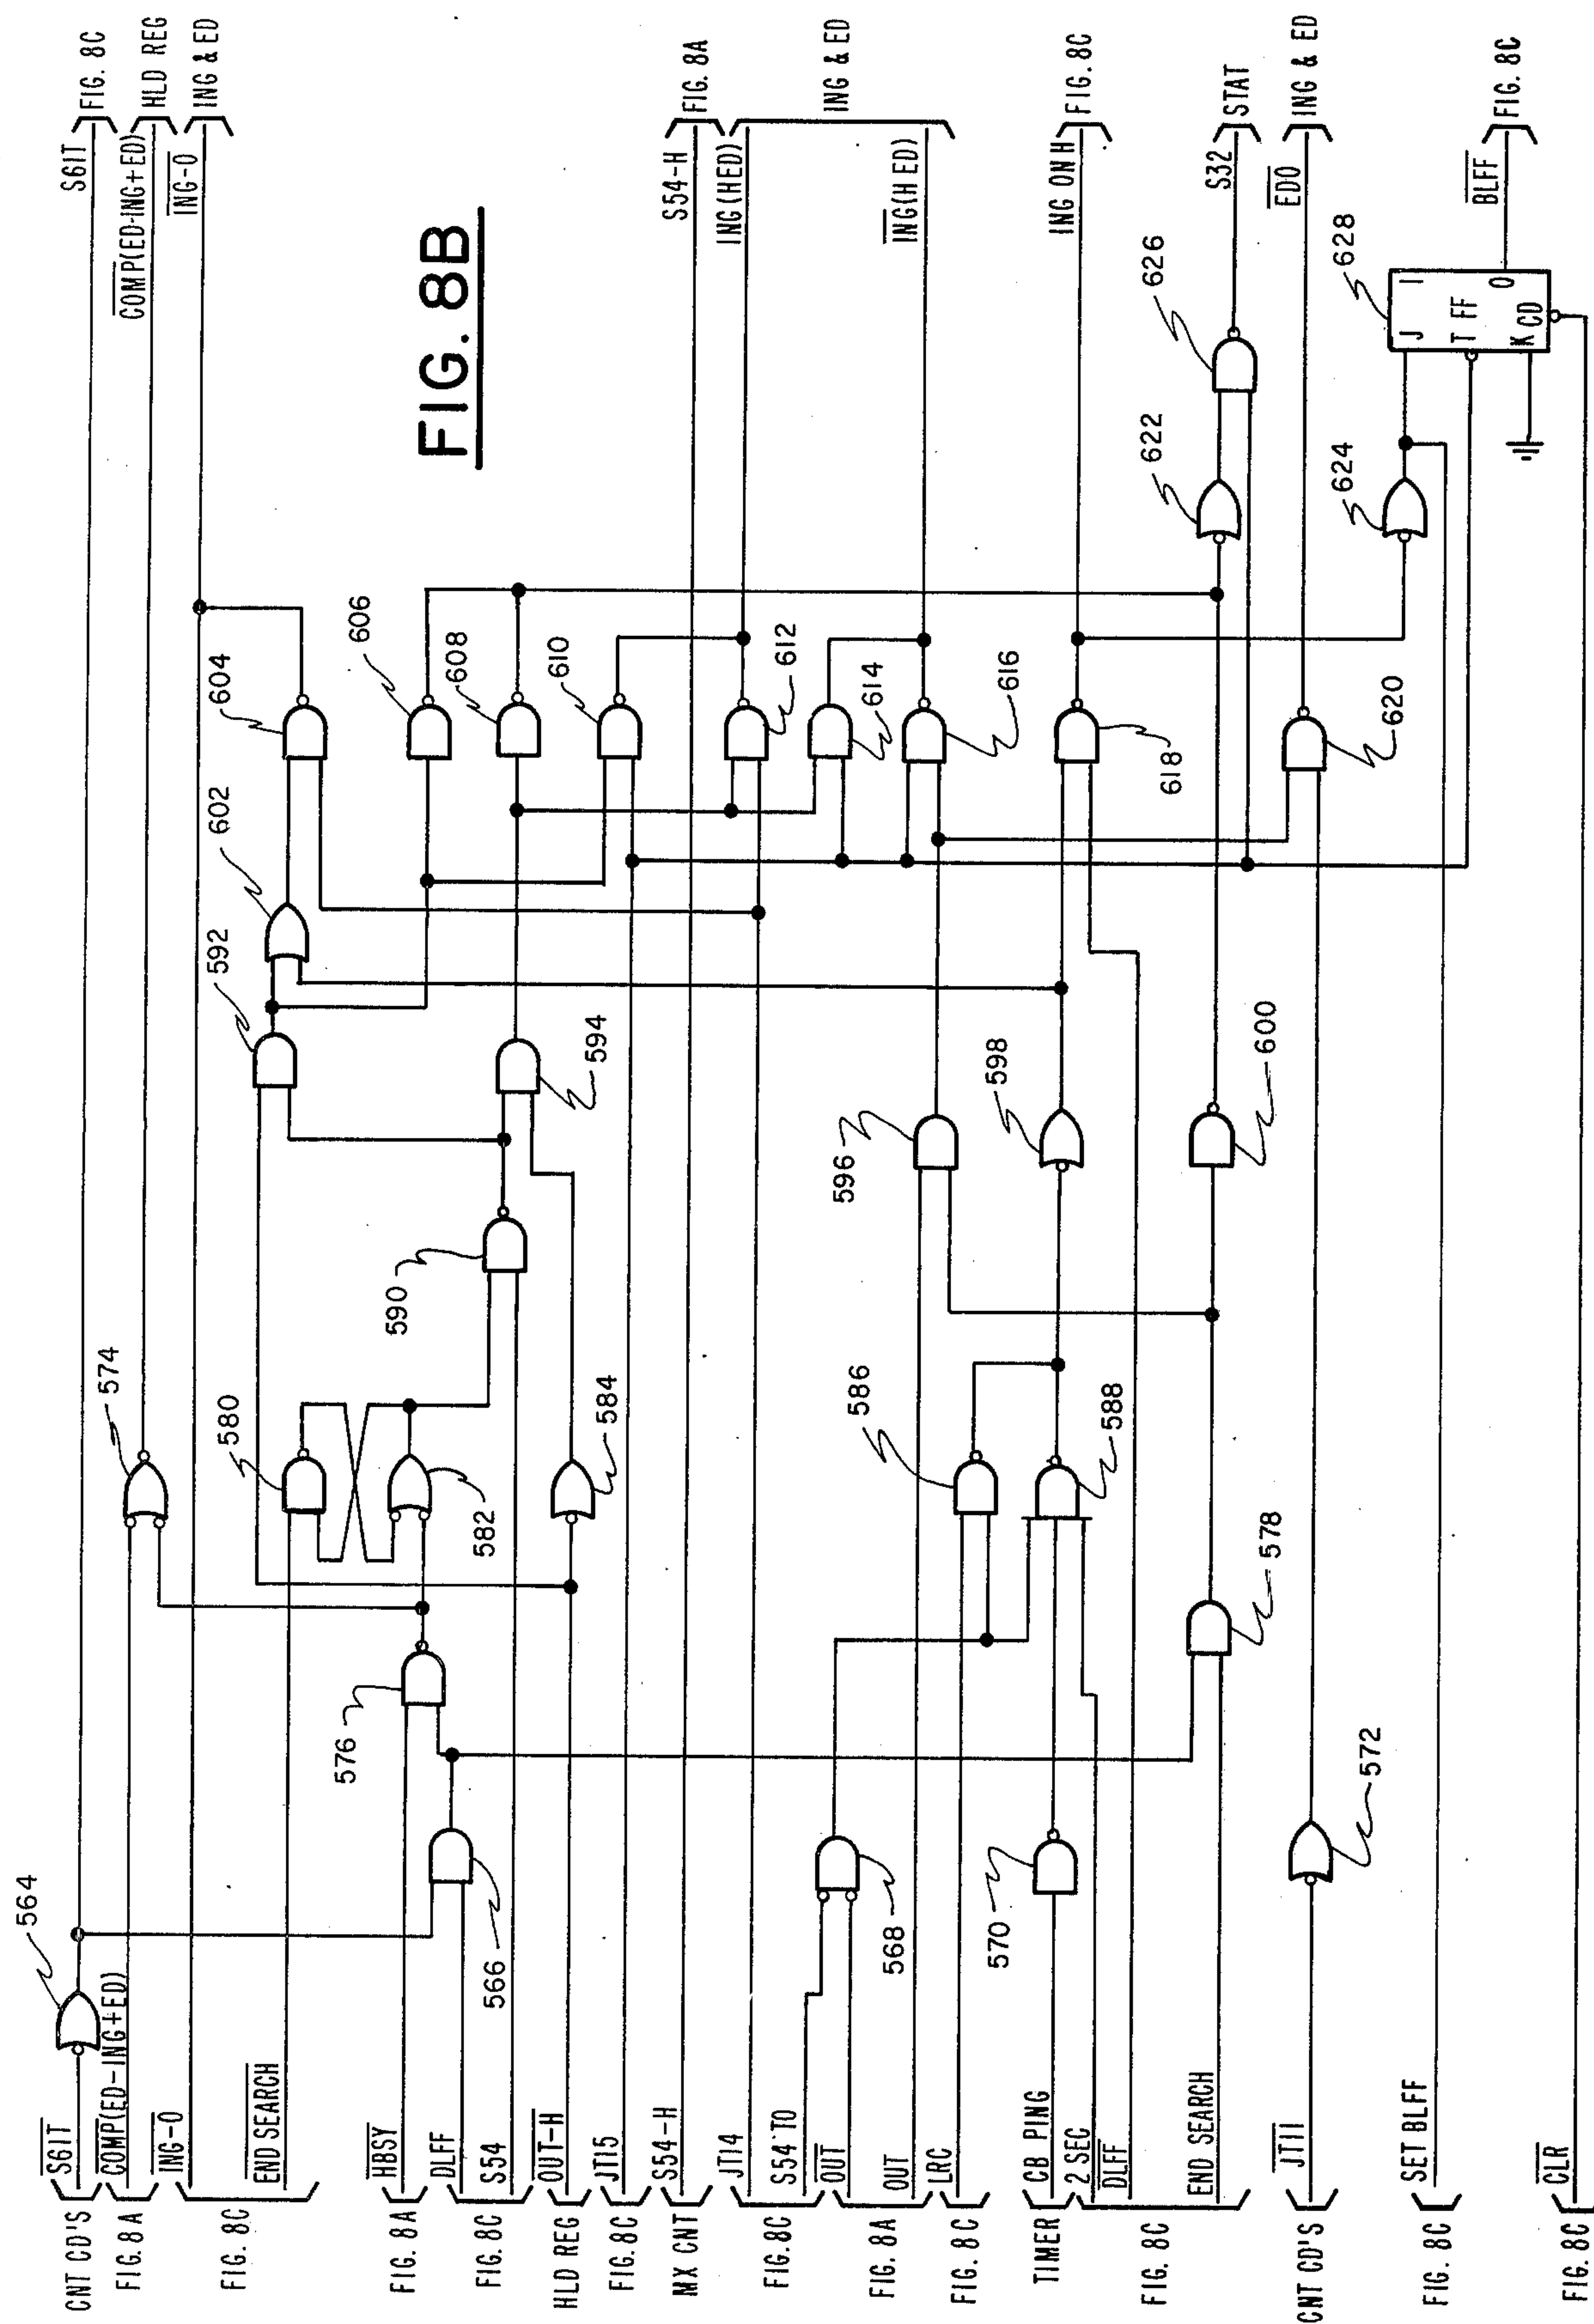 FIG. 8B
CNT CD'S
S61T
FIG. 8A
COMP(ED-ING+ED)
FIG. 8C
ING-O
END SEARCH
FIG. 8A
HBSY
FIG. 8C
DLFF
S54
HLD REG
OUT-H
FIG. 8C
JT15
MX CNT
S54-H
FIG. 8C
JT14
S54 TO
FIG. 8A
OUT
OUT
FIG. 8C
LRC
TIMER
CB PING
FIG. 8C
2 SEC
DLFF
END SEARCH
CNT CD'S
JT11
FIG. 8C
SET BLFF
FIG. 8C
CLR
564
566
568
570
572
574
576
578
580
582
584
586
588
590
592
594
596
598
600
602
604
606
608
610
612
614
616
618
620
622
624
626
628
J
1
T FF
K
CD
0
S61T
FIG. 8C
COMP(ED-ING+ED)
HLD REG
ING-O
ING & ED
S54-H
FIG. 8A
ING(HED)
ING(HED)
ING & ED
ING ON H
FIG. 8C
S32
STAT
EDO
ING & ED
BLFF
FIG. 8C